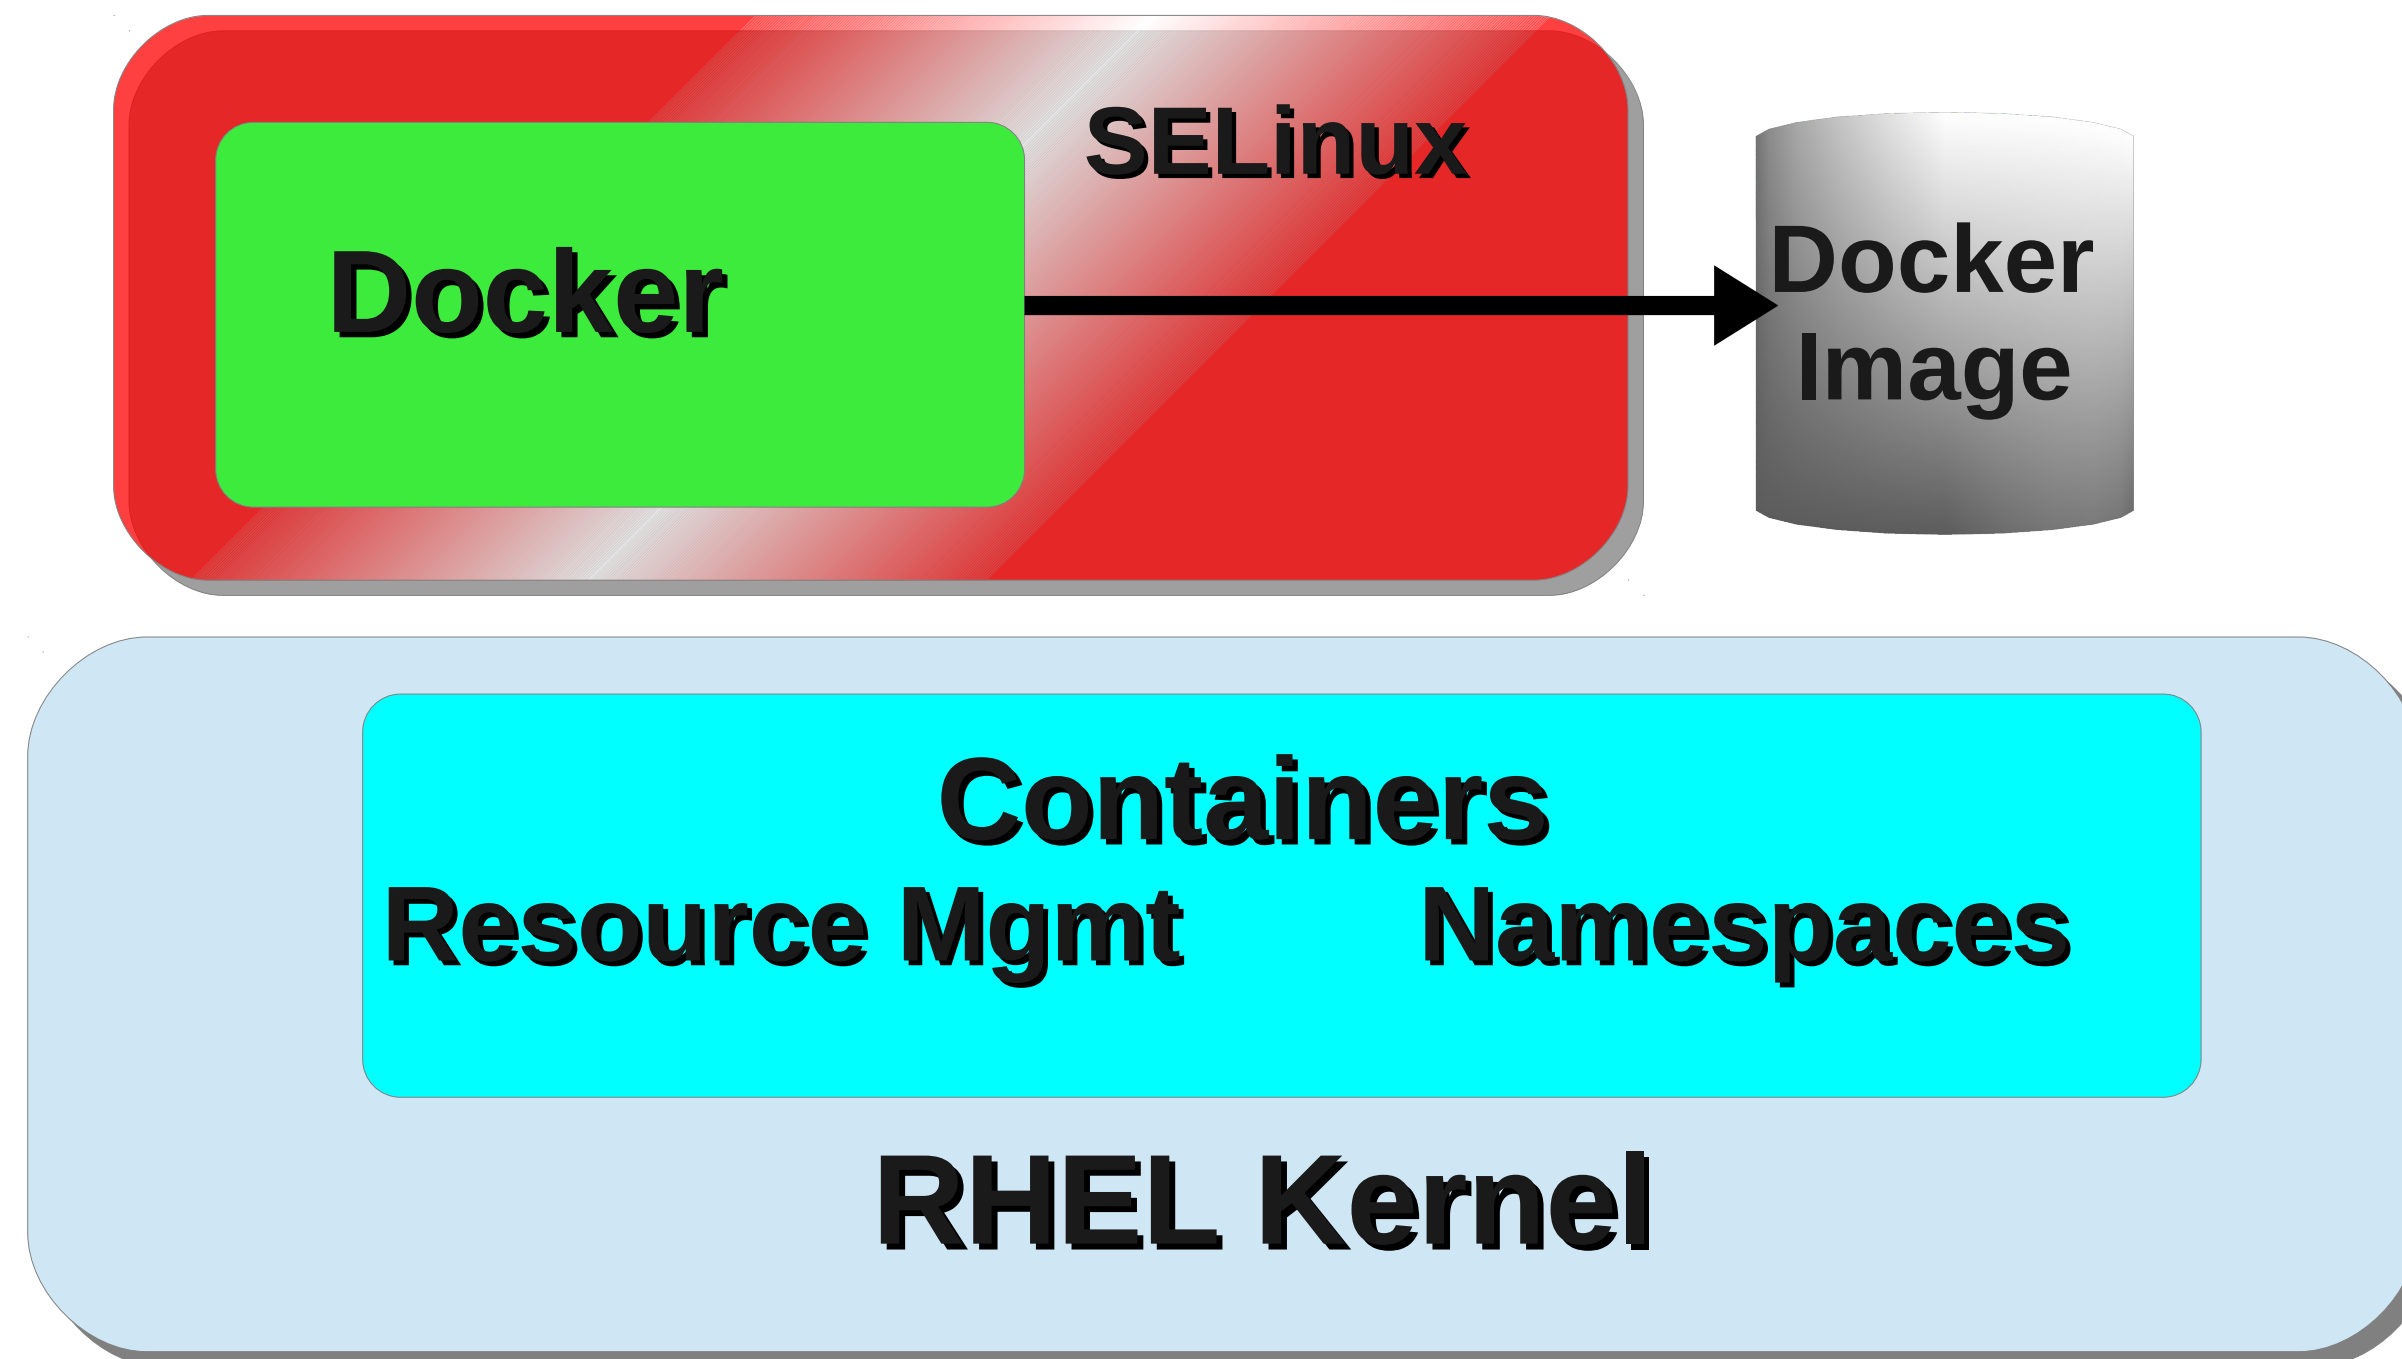 SELinux
Docker
Docker
Image
Containers
Resource Mgmt
Namespaces
RHEL Kernel